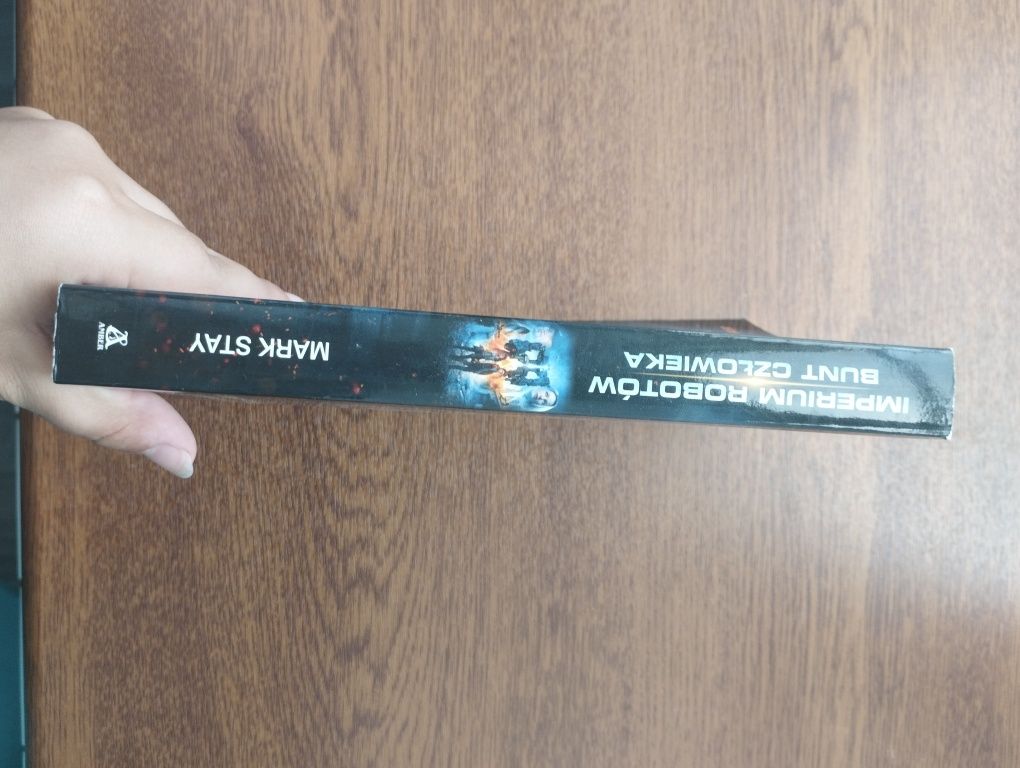 IMPERIUM ROBOTÓW
BUNT CZŁOWIEKA
MARK STAY
AMBER